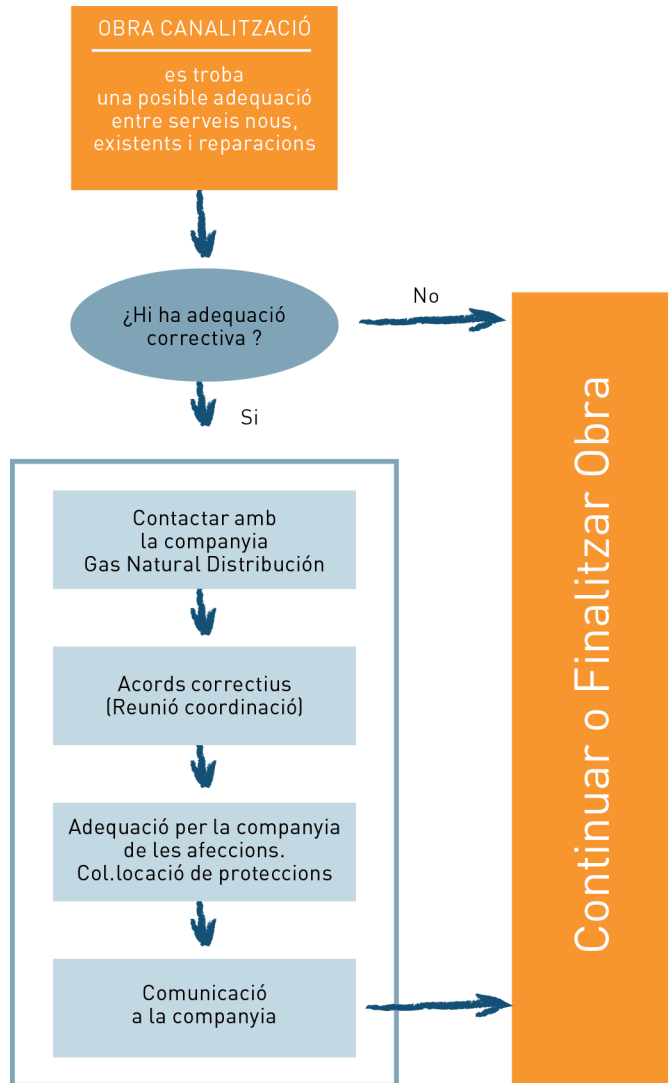 OBRA CANALITZACIÓ
es troba
una posible adequació
entre serveis nous,
existents i reparacions
¿Hi ha adequació
correctiva ?
No
Si
Contactar amb
la companyia
Gas Natural Distribución
Acords correctius
(Reunió coordinació)
Adequació per la companyia
de les afeccions.
Col.locació de proteccions
Comunicació
a la companyia
Continuar o Finalitzar Obra